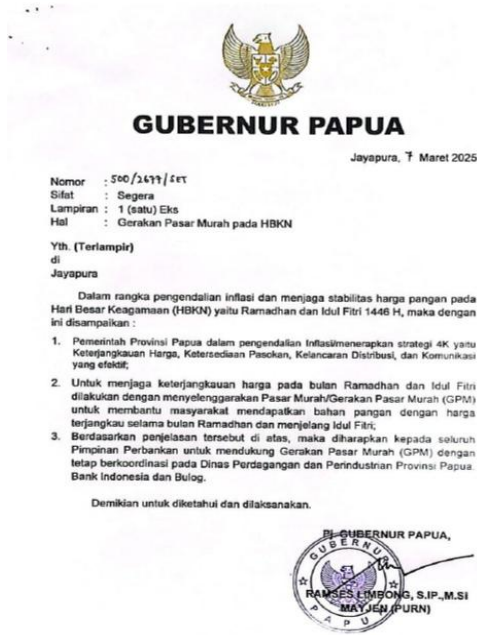 GUBERNUR PAPUA
Jayapura, 7 Maret 2025
Nomor : 500/2677/SET
Sifat : Segera
Lampiran : 1 (satu) Eks
Hal : Gerakan Pasar Murah pada HBKN
Yth. (Terlampir)
di
Jayapura
Dalam rangka pengendalian inflasi dan menjaga stabilitas harga pangan pada
Hari Besar Keagamaan (HBKN) yaitu Ramadhan dan Idul Fitri 1446 H, maka dengan
ini disampaikan :
1. Pemerintah Provinsi Papua dalam pengendalian Inflasi/menerapkan strategi 4K yaitu
Keterjangkauan Harga, Ketersediaan Pasokan, Kelancaran Distribusi, dan Komunikasi
yang efektif;
2. Untuk menjaga keterjangkauan harga pada bulan Ramadhan dan Idul Fitri
dilakukan dengan menyelenggarakan Pasar Murah/Gerakan Pasar Murah (GPM)
untuk membantu masyarakat mendapatkan bahan pangan dengan harga
terjangkau selama bulan Ramadhan dan menjelang Idul Fitri;
3. Berdasarkan penjelasan tersebut di atas, maka diharapkan kepada seluruh
Pimpinan Perbankan untuk mendukung Gerakan Pasar Murah (GPM) dengan
tetap berkoordinasi pada Dinas Perdagangan dan Perindustrian Provinsi Papua,
Bank Indonesia dan Bulog.
Demikian untuk diketahui dan dilaksanakan.
Pj. GUBERNUR PAPUA,
GUBERNUR
RAMSES LIMBONG, S.IP.,M.SI
MAYJEN (PURN)
PAPUA